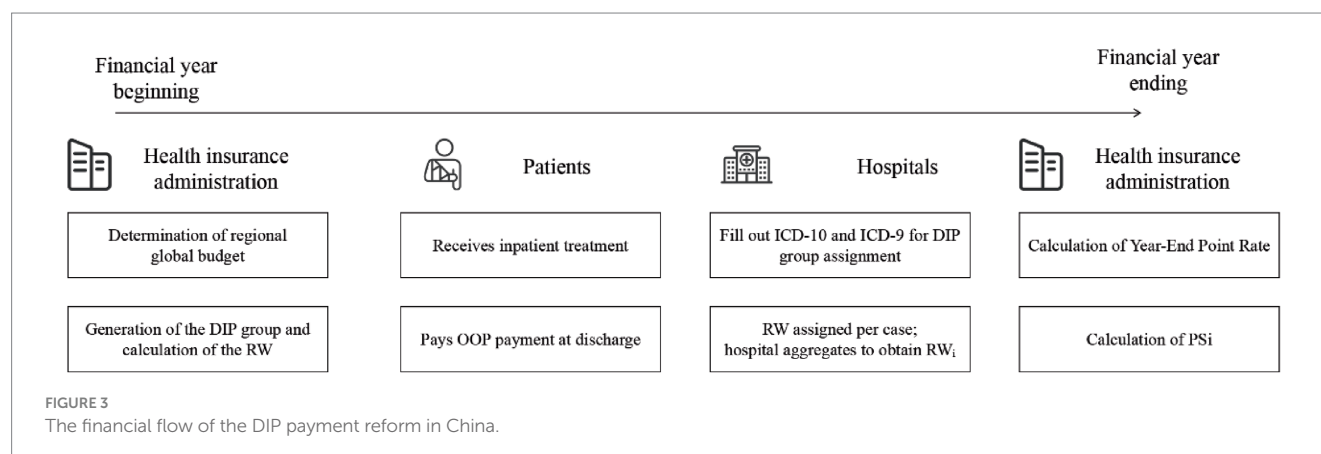 Financial year
beginning
Financial year
ending
Health insurance
administration
Patients
Hospitals
Health insurance
administration
Determination of regional
global budget
Receives inpatient treatment
Fill out ICD-10 and ICD-9 for DIP
group assignment
Calculation of Year-End Point Rate
Generation of the DIP group and
calculation of the RW
Pays OOP payment at discharge
RW assigned per case;
hospital aggregates to obtain RWᵢ
Calculation of PSi
FIGURE 3
The financial flow of the DIP payment reform in China.